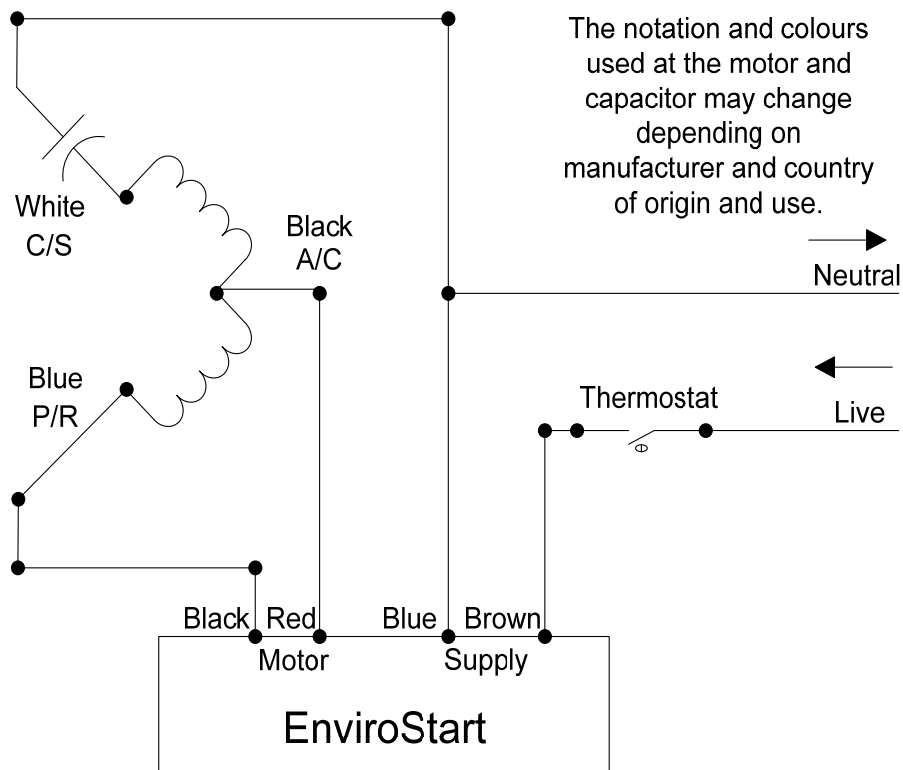 The notation and colours
used at the motor and
capacitor may change
depending on
manufacturer and country
of origin and use.
White
C/S
Black
A/C
Neutral
Blue
P/R
Thermostat
Live
Black Red Blue Brown
Motor Supply
EnviroStart